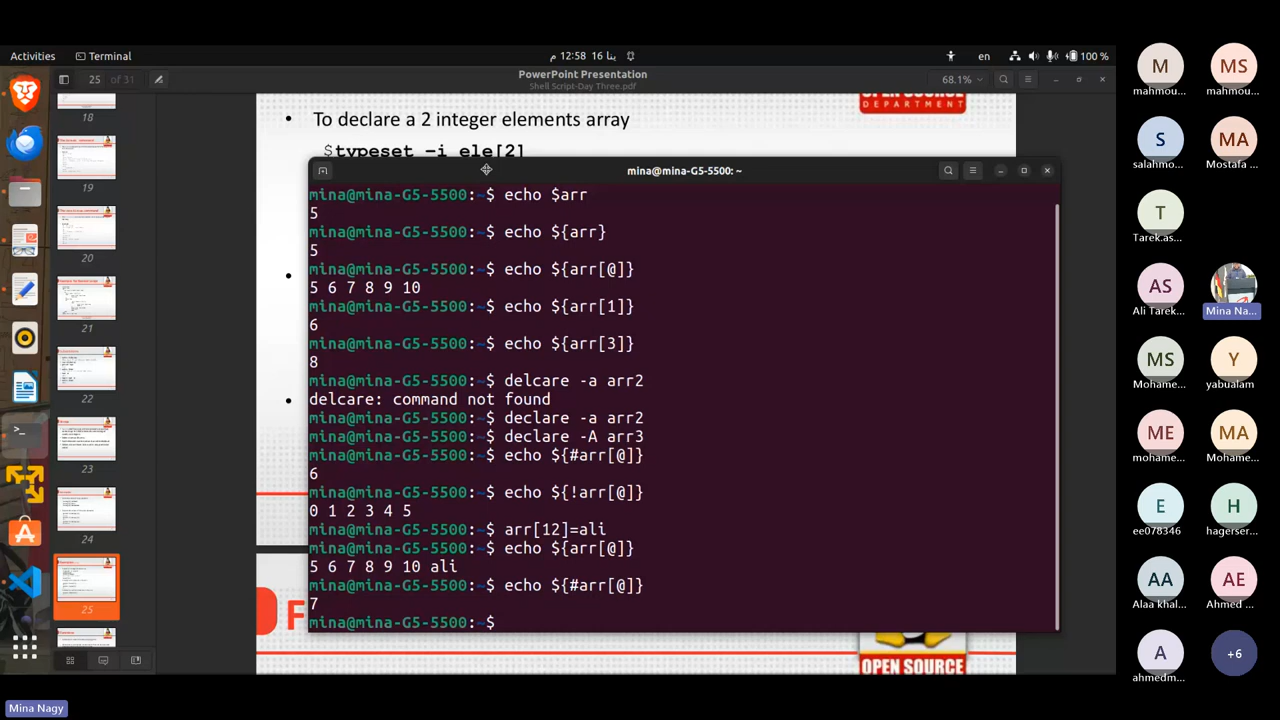 Activities
Terminal
12:58 م
16 ينا
en
100 %
25 of 31
PowerPoint Presentation
Shell Script-Day Three.pdf
68.1%
18
19
20
21
22
23
24
25
OPEN SOURCE
DEPARTMENT
• To declare a 2 integer elements array
$typeset –i ele[
mina@mina-G5-5500: ~
mina@mina-G5-5500:~$ echo $arr
5
mina@mina-G5-5500:~$ echo ${arr}
5
mina@mina-G5-5500:~$ echo ${arr[@]}
5 6 7 8 9 10
mina@mina-G5-5500:~$ echo ${arr[1]}
6
mina@mina-G5-5500:~$ echo ${arr[3]}
8
mina@mina-G5-5500:~$ delcare -a arr2
delcare: command not found
mina@mina-G5-5500:~$ declare -a arr2
mina@mina-G5-5500:~$ declare -A arr3
mina@mina-G5-5500:~$ echo ${#arr[@]}
6
mina@mina-G5-5500:~$ echo ${!arr[@]}
0 1 2 3 4 5
mina@mina-G5-5500:~$ arr[12]=ali
mina@mina-G5-5500:~$ echo ${arr[@]}
5 6 7 8 9 10 ali
mina@mina-G5-5500:~$ echo ${#arr[@]}
7
mina@mina-G5-5500:~$
F
OPEN SOURCE
M
mahmou...
MS
mahmou...
S
salahmo...
MA
Mostafa ...
T
Tarek.as...
AS
Ali Tarek...
Mina Na...
MS
Mohame...
Y
yabualam
ME
mohame...
MA
Mohame...
E
ee078346
H
hagerser...
AA
Alaa khal...
AE
Ahmed ...
A
ahmedm...
+6
Mina Nagy